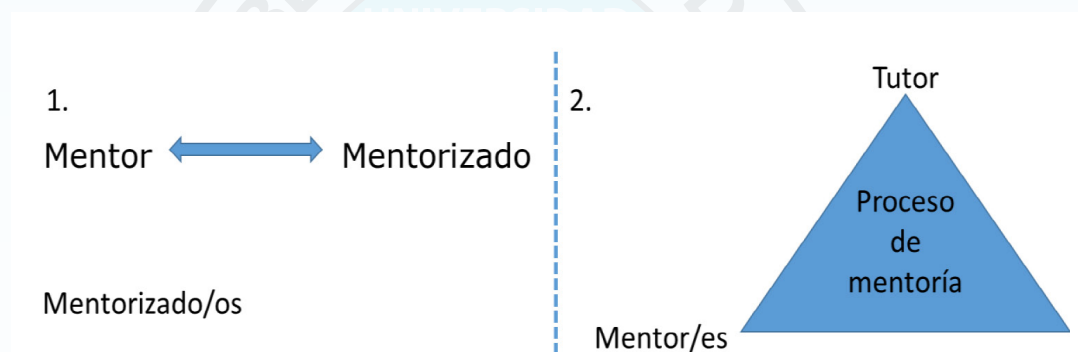 1.
Mentor Mentorizado
Mentorizado/os
2.
Tutor
Proceso
de
mentoría
Mentor/es